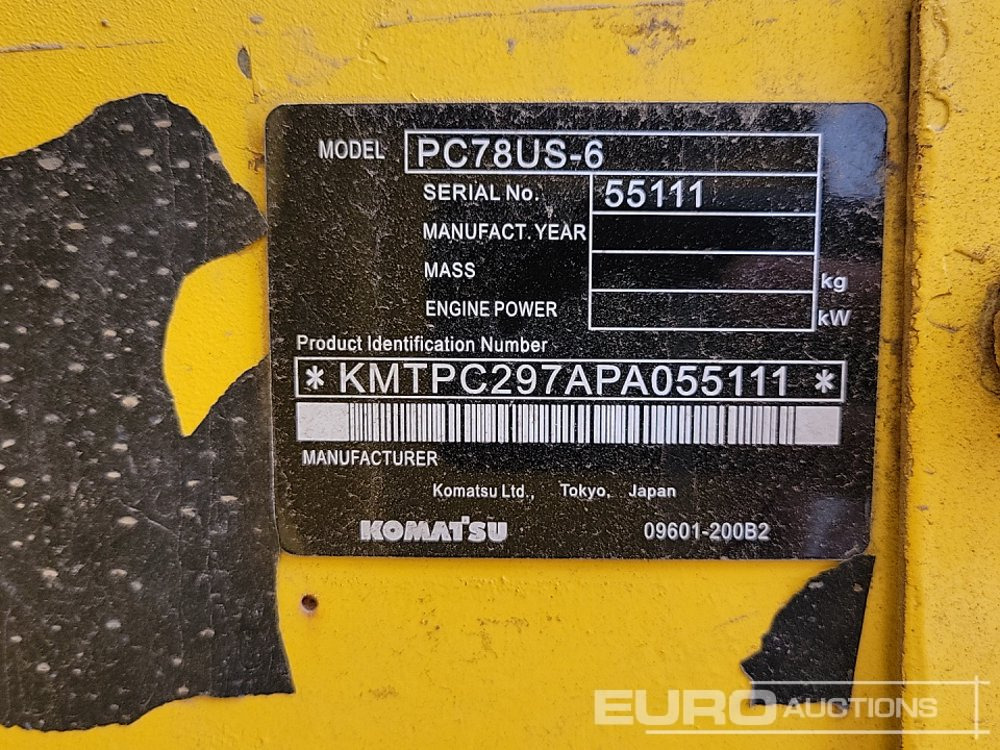 MODEL PC78US-6
SERIAL No. 55111
MANUFACT. YEAR
MASS kg
ENGINE POWER kW
Product Identification Number
* KMTPC297APA055111 *
MANUFACTURER
Komatsu Ltd., Tokyo, Japan
KOMATSU 09601-200B2
EURO AUCTIONS